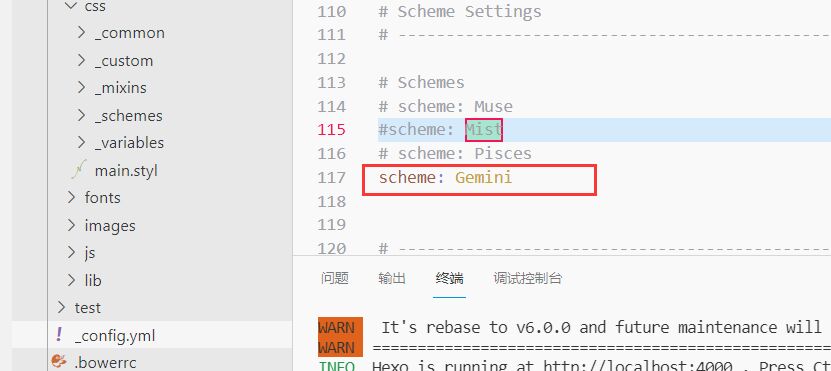 css
_common
_custom
_mixins
_schemes
_variables
main.styl
fonts
images
js
lib
test
! _config.yml
.bowerrc
110 # Scheme Settings
111 # ---------------------------------------------
112
113 # Schemes
114 # scheme: Muse
115 #scheme: Mist
116 # scheme: Pisces
117 scheme: Gemini
118
119
120 # ---------------------------------------------
问题 输出 终端 调试控制台
WARN It's rebase to v6.0.0 and future maintenance will
WARN ===============================================
INFO Hexo is running at http://localhost:4000 . Press Ct